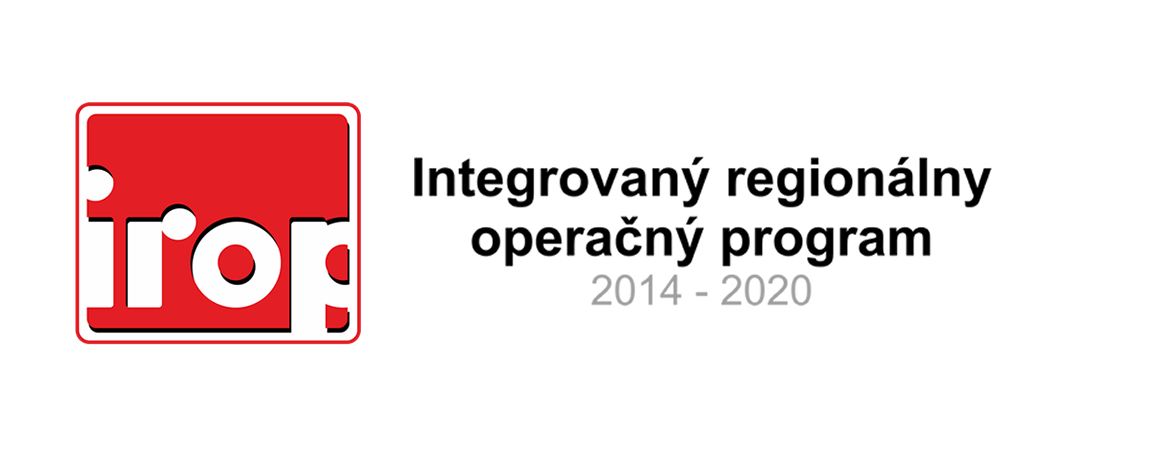 irop
Integrovaný regionálny
operačný program
2014 - 2020